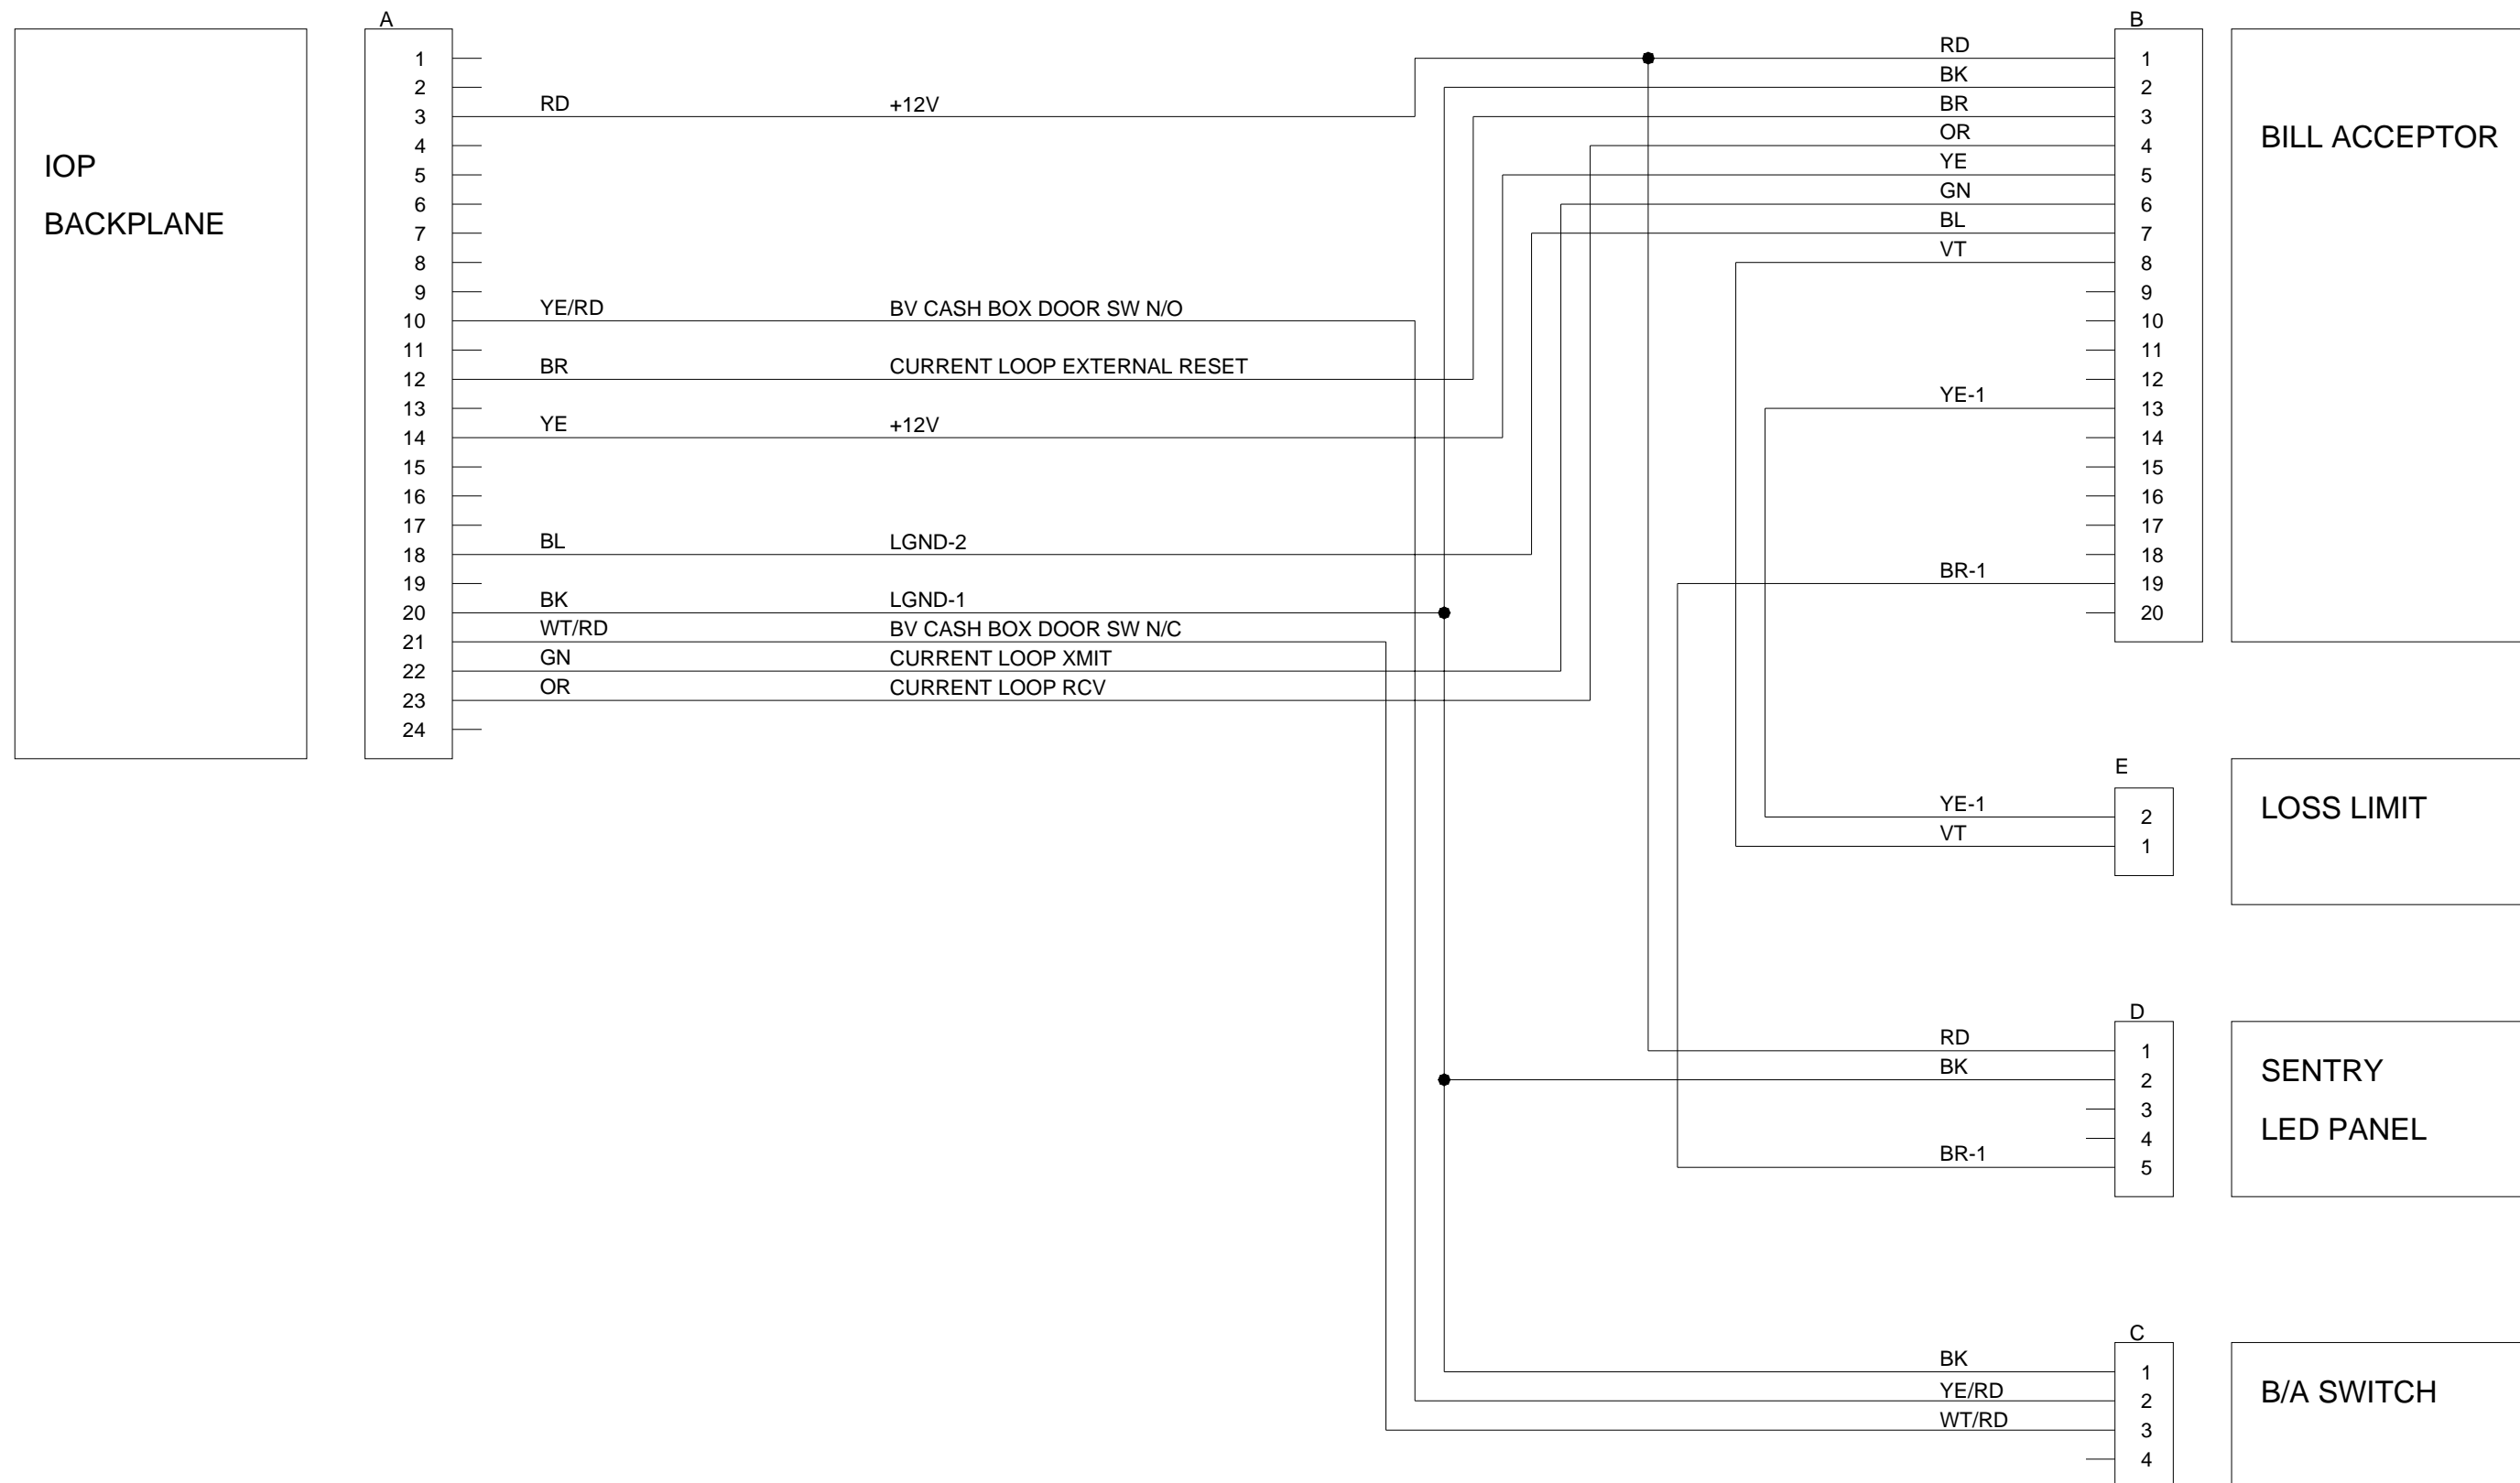 A
IOP
BACKPLANE
1
2
RD +12V
3
4
5
6
7
8
9
YE/RD BV CASH BOX DOOR SW N/O
10
11
BR CURRENT LOOP EXTERNAL RESET
12
13
YE +12V
14
15
16
17
BL LGND-2
18
19
BK LGND-1
20
WT/RD BV CASH BOX DOOR SW N/C
21
GN CURRENT LOOP XMIT
22
OR CURRENT LOOP RCV
23
24
B
BILL ACCEPTOR
RD
1
BK
2
BR
3
OR
4
YE
5
GN
6
BL
7
VT
8
9
10
11
12
YE-1
13
14
15
16
17
18
BR-1
19
20
E
LOSS LIMIT
YE-1
2
VT
1
D
SENTRY
LED PANEL
RD
1
BK
2
3
4
BR-1
5
C
B/A SWITCH
BK
1
YE/RD
2
WT/RD
3
4